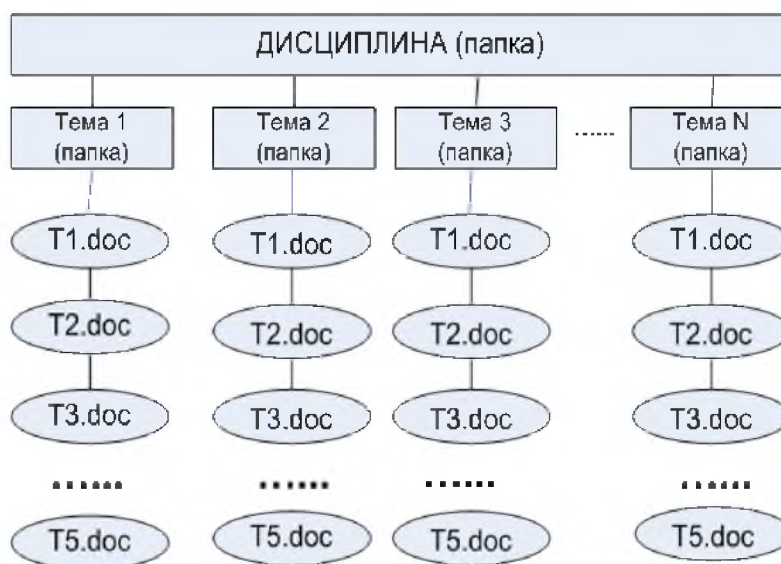 ДИСЦИПЛИНА (папка)
Тема 1
(папка)
Тема 2
(папка)
Тема 3
(папка)
......
Тема N
(папка)
T1.doc
T1.doc
T1.doc
T1.doc
T2.doc
T2.doc
T2.doc
T2.doc
T3.doc
T3.doc
T3.doc
T3.doc
......
......
......
......
T5.doc
T5.doc
T5.doc
T5.doc